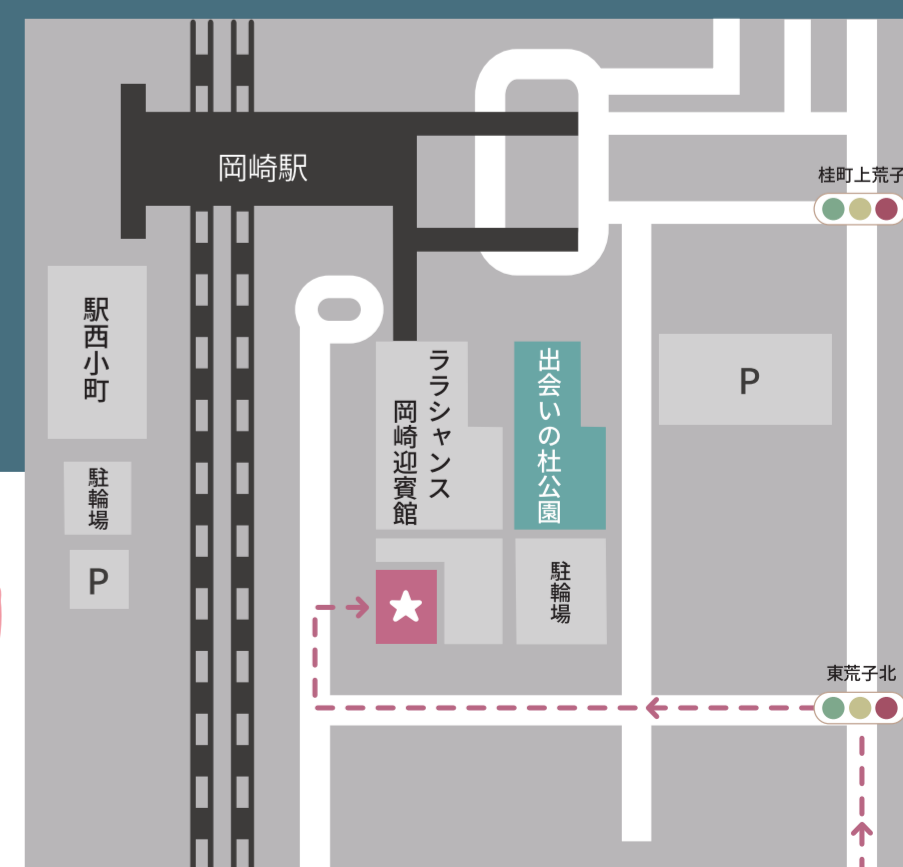 岡崎駅
桂町上荒子
駅西小町
ララシャンス
岡崎迎賓館
出会いの杜公園
P
駐輪場
P
駐輪場
東荒子北